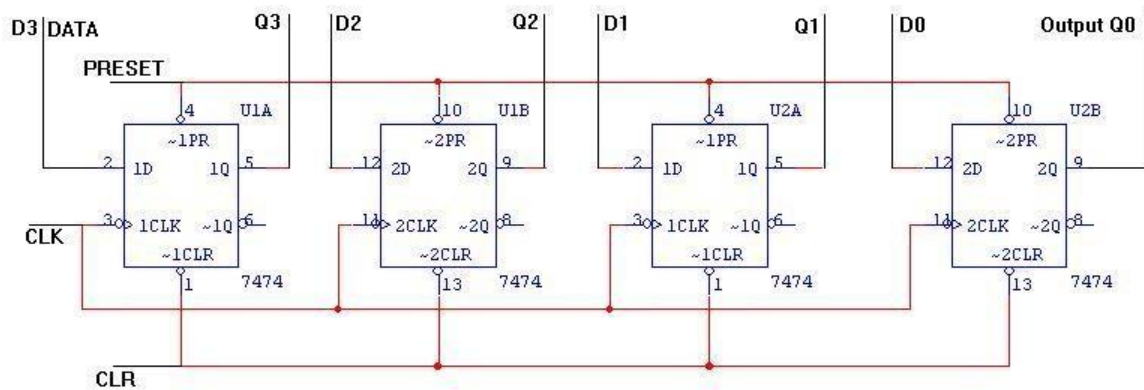 D3 DATA Q3 D2 Q2 D1 Q1 D0 Output Q0
PRESET
4 U1A 10 U1B 4 U2A 10 U2B
~1PR ~2PR ~1PR ~2PR
2 1D 1Q 5 12 2D 2Q 9 2 1D 1Q 5 12 2D 2Q 9
3 1CLK ~1Q 6 11 2CLK ~2Q 8 3 1CLK ~1Q 6 11 2CLK ~2Q 8
CLK
~1CLR ~2CLR ~1CLR ~2CLR
1 7474 13 7474 1 7474 13 7474
CLR